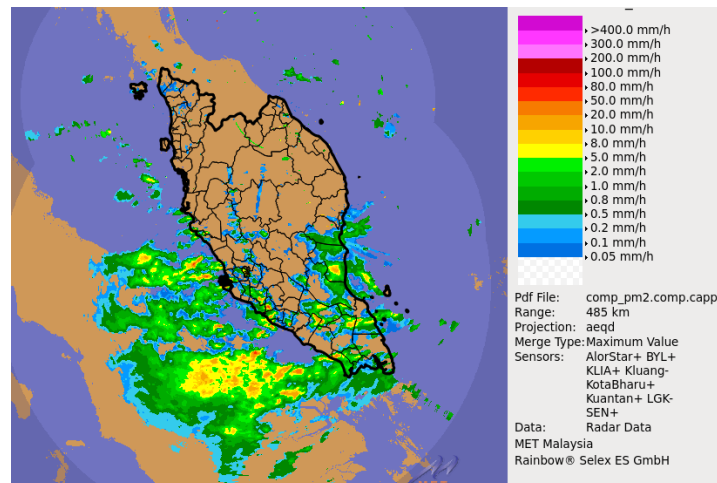 >400.0 mm/h
300.0 mm/h
200.0 mm/h
100.0 mm/h
80.0 mm/h
50.0 mm/h
20.0 mm/h
10.0 mm/h
8.0 mm/h
5.0 mm/h
2.0 mm/h
1.0 mm/h
0.8 mm/h
0.5 mm/h
0.2 mm/h
0.1 mm/h
0.05 mm/h
Pdf File: comp_pm2.comp.capp
Range: 485 km
Projection: aeqd
Merge Type: Maximum Value
Sensors: AlorStar+ BYL+
KLIA+ Kluang-
KotaBharu+
Kuantan+ LGK-
SEN+
Data: Radar Data
MET Malaysia
Rainbow® Selex ES GmbH